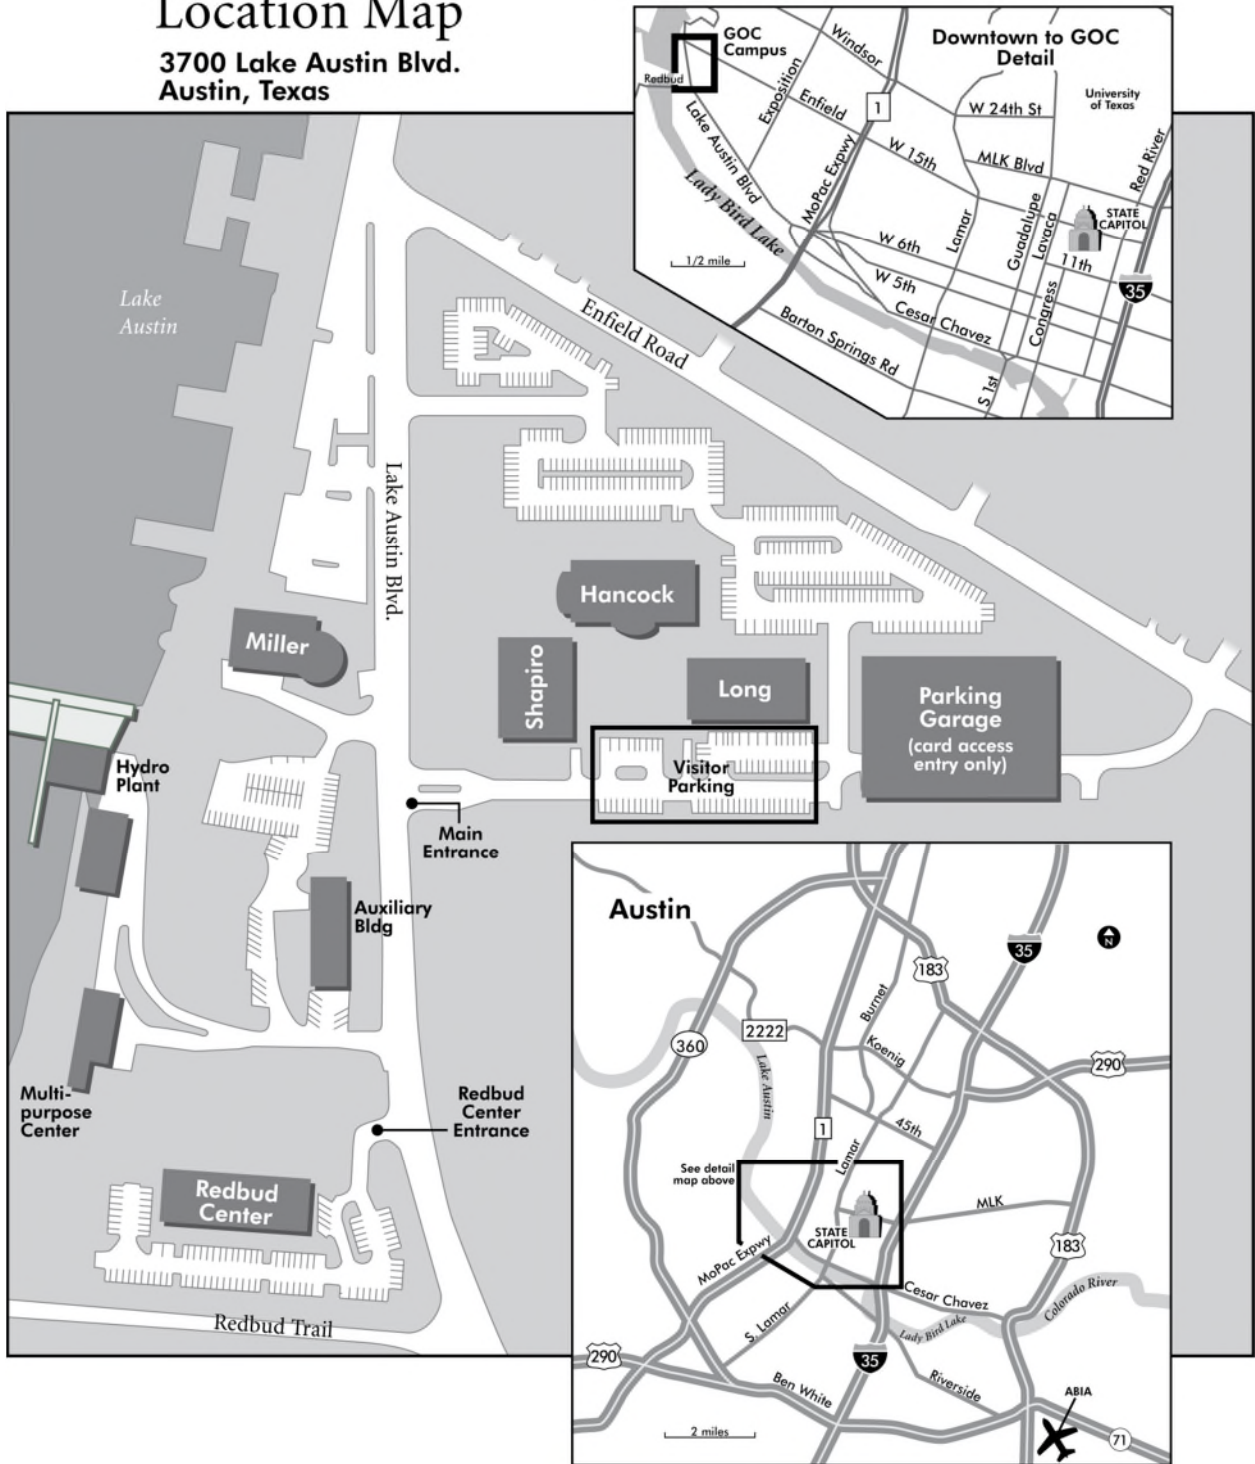 Location Map
3700 Lake Austin Blvd.
Austin, Texas
Downtown to GOC
Detail
GOC
Campus
Redbud
Windsor
Exposition
Enfield
1
W 24th St
University
of Texas
Lake Austin Blvd
MoPac Expwy
W 15th
MLK Blvd
Red River
Lady Bird Lake
Lamar
Guadalupe
Lavaca
STATE
CAPITOL
W 6th
11th
1/2 mile
W 5th
35
Cesar Chavez
Congress
Barton Springs Rd
S 1st
Lake
Austin
Enfield Road
Lake Austin Blvd.
Hancock
Miller
Shapiro
Long
Parking
Garage
(card access
entry only)
Visitor
Parking
Hydro
Plant
Main
Entrance
Auxiliary
Bldg
Multi-
purpose
Center
Redbud
Center
Entrance
Redbud
Center
Redbud Trail
Austin
N
35
183
Burnet
2222
360
Koenig
290
Lake Austin
1
45th
Lamar
See detail
map above
MLK
STATE
CAPITOL
183
MoPac Expwy
Cesar Chavez
Colorado River
S. Lamar
Lady Bird Lake
290
35
Ben White
Riverside
ABIA
2 miles
71